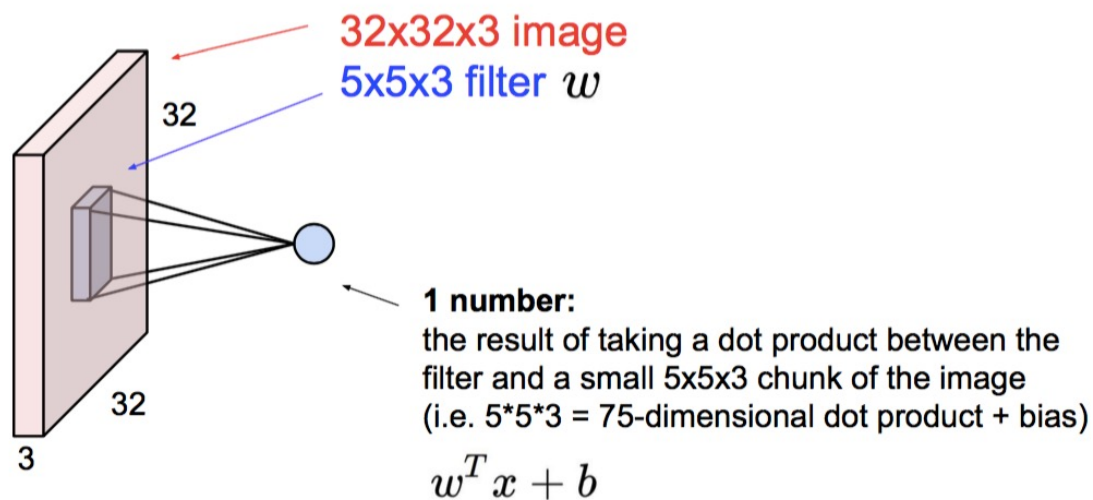 32x32x3 image
5x5x3 filter w
32
32
3
1 number:
the result of taking a dot product between the
filter and a small 5x5x3 chunk of the image
(i.e. 5*5*3 = 75-dimensional dot product + bias)
w^T x + b